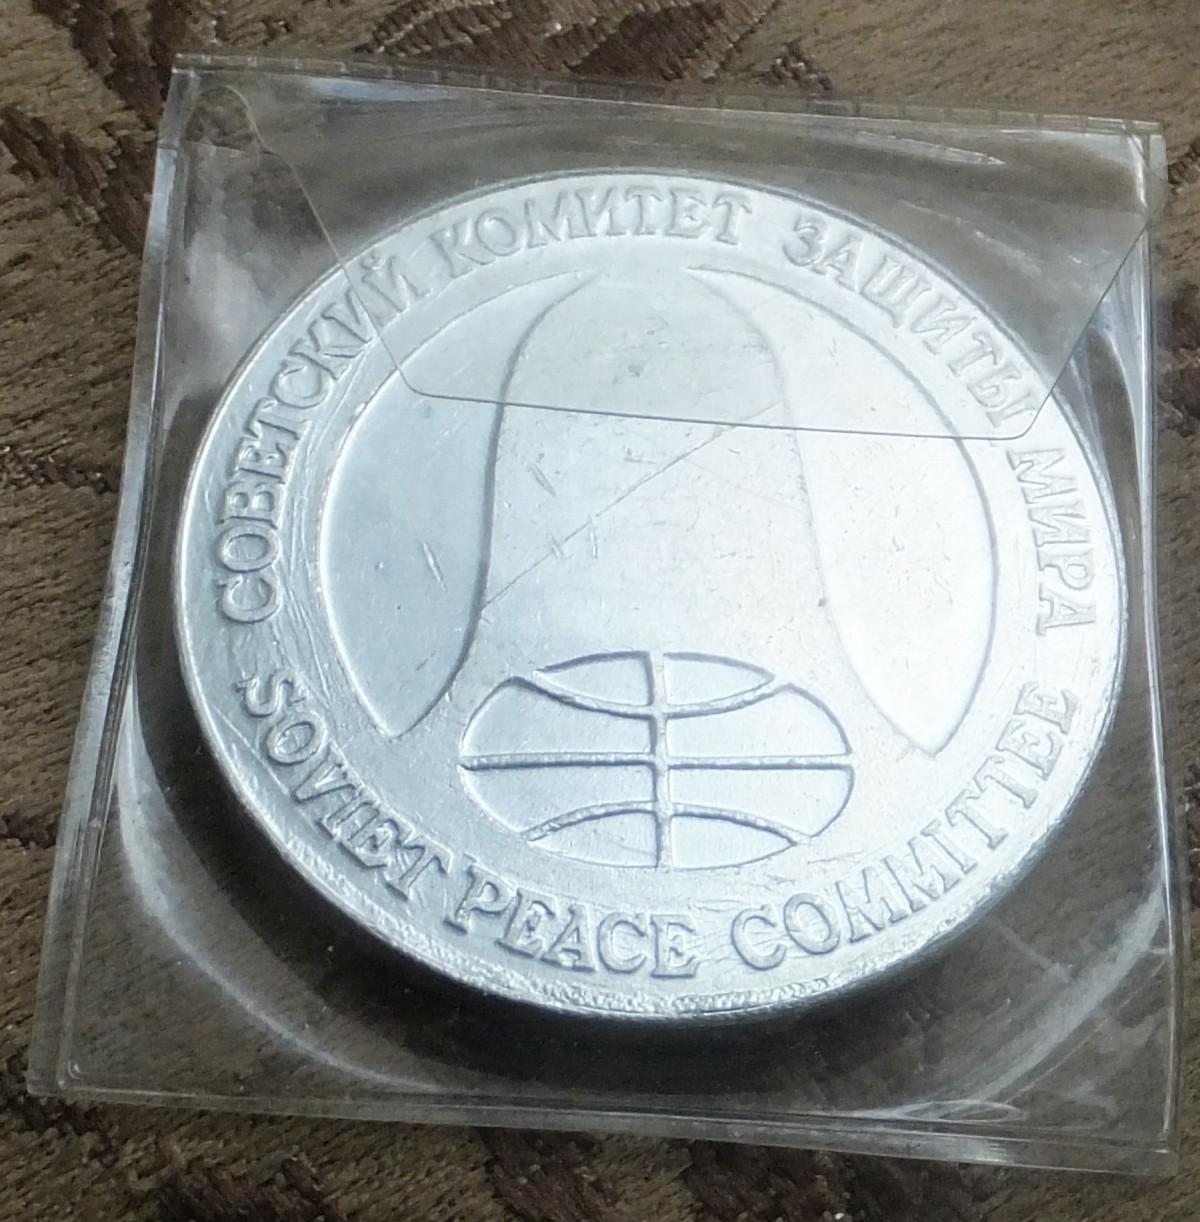 СОВЕТСКИЙ КОМИТЕТ ЗАЩИТЫ МИРА
SOVIET PEACE COMMITTEE